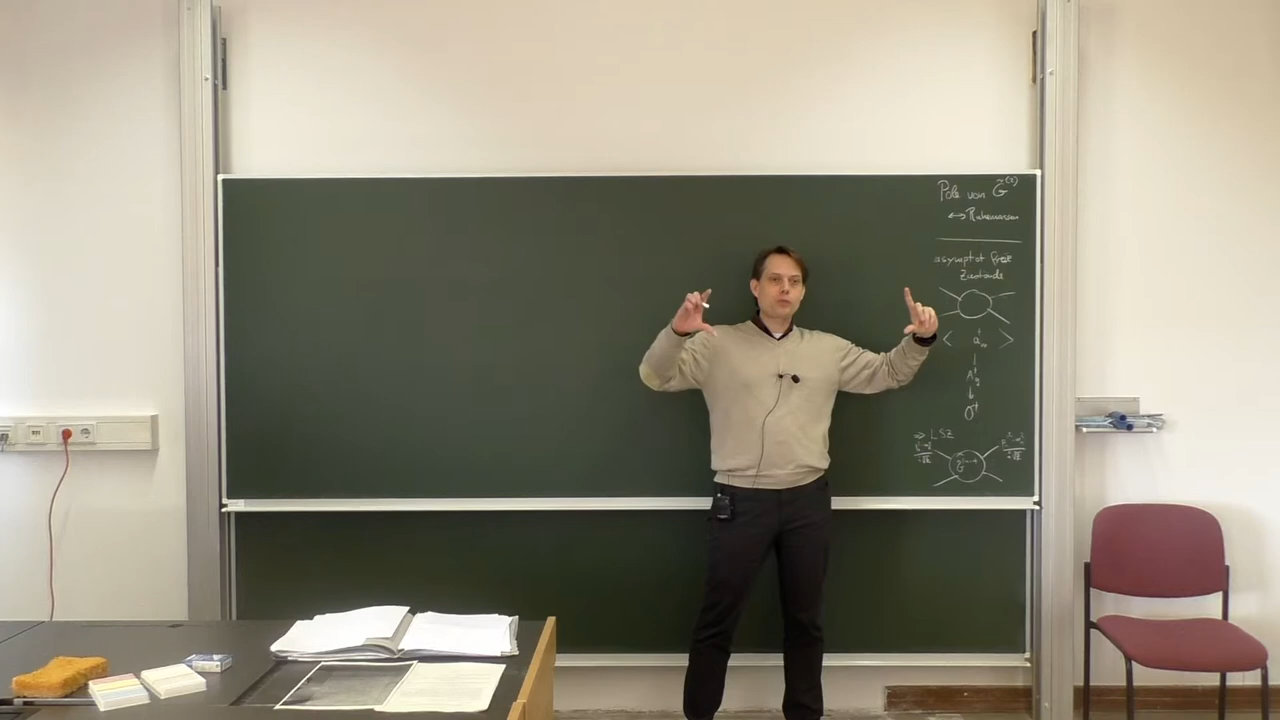 Pole von G̃⁽²⁾
↔ Ruhemassen
asymptot freie
Zustände
⟨ a†∞ ⟩
A†g
O†
⇒ LSZ
G̃